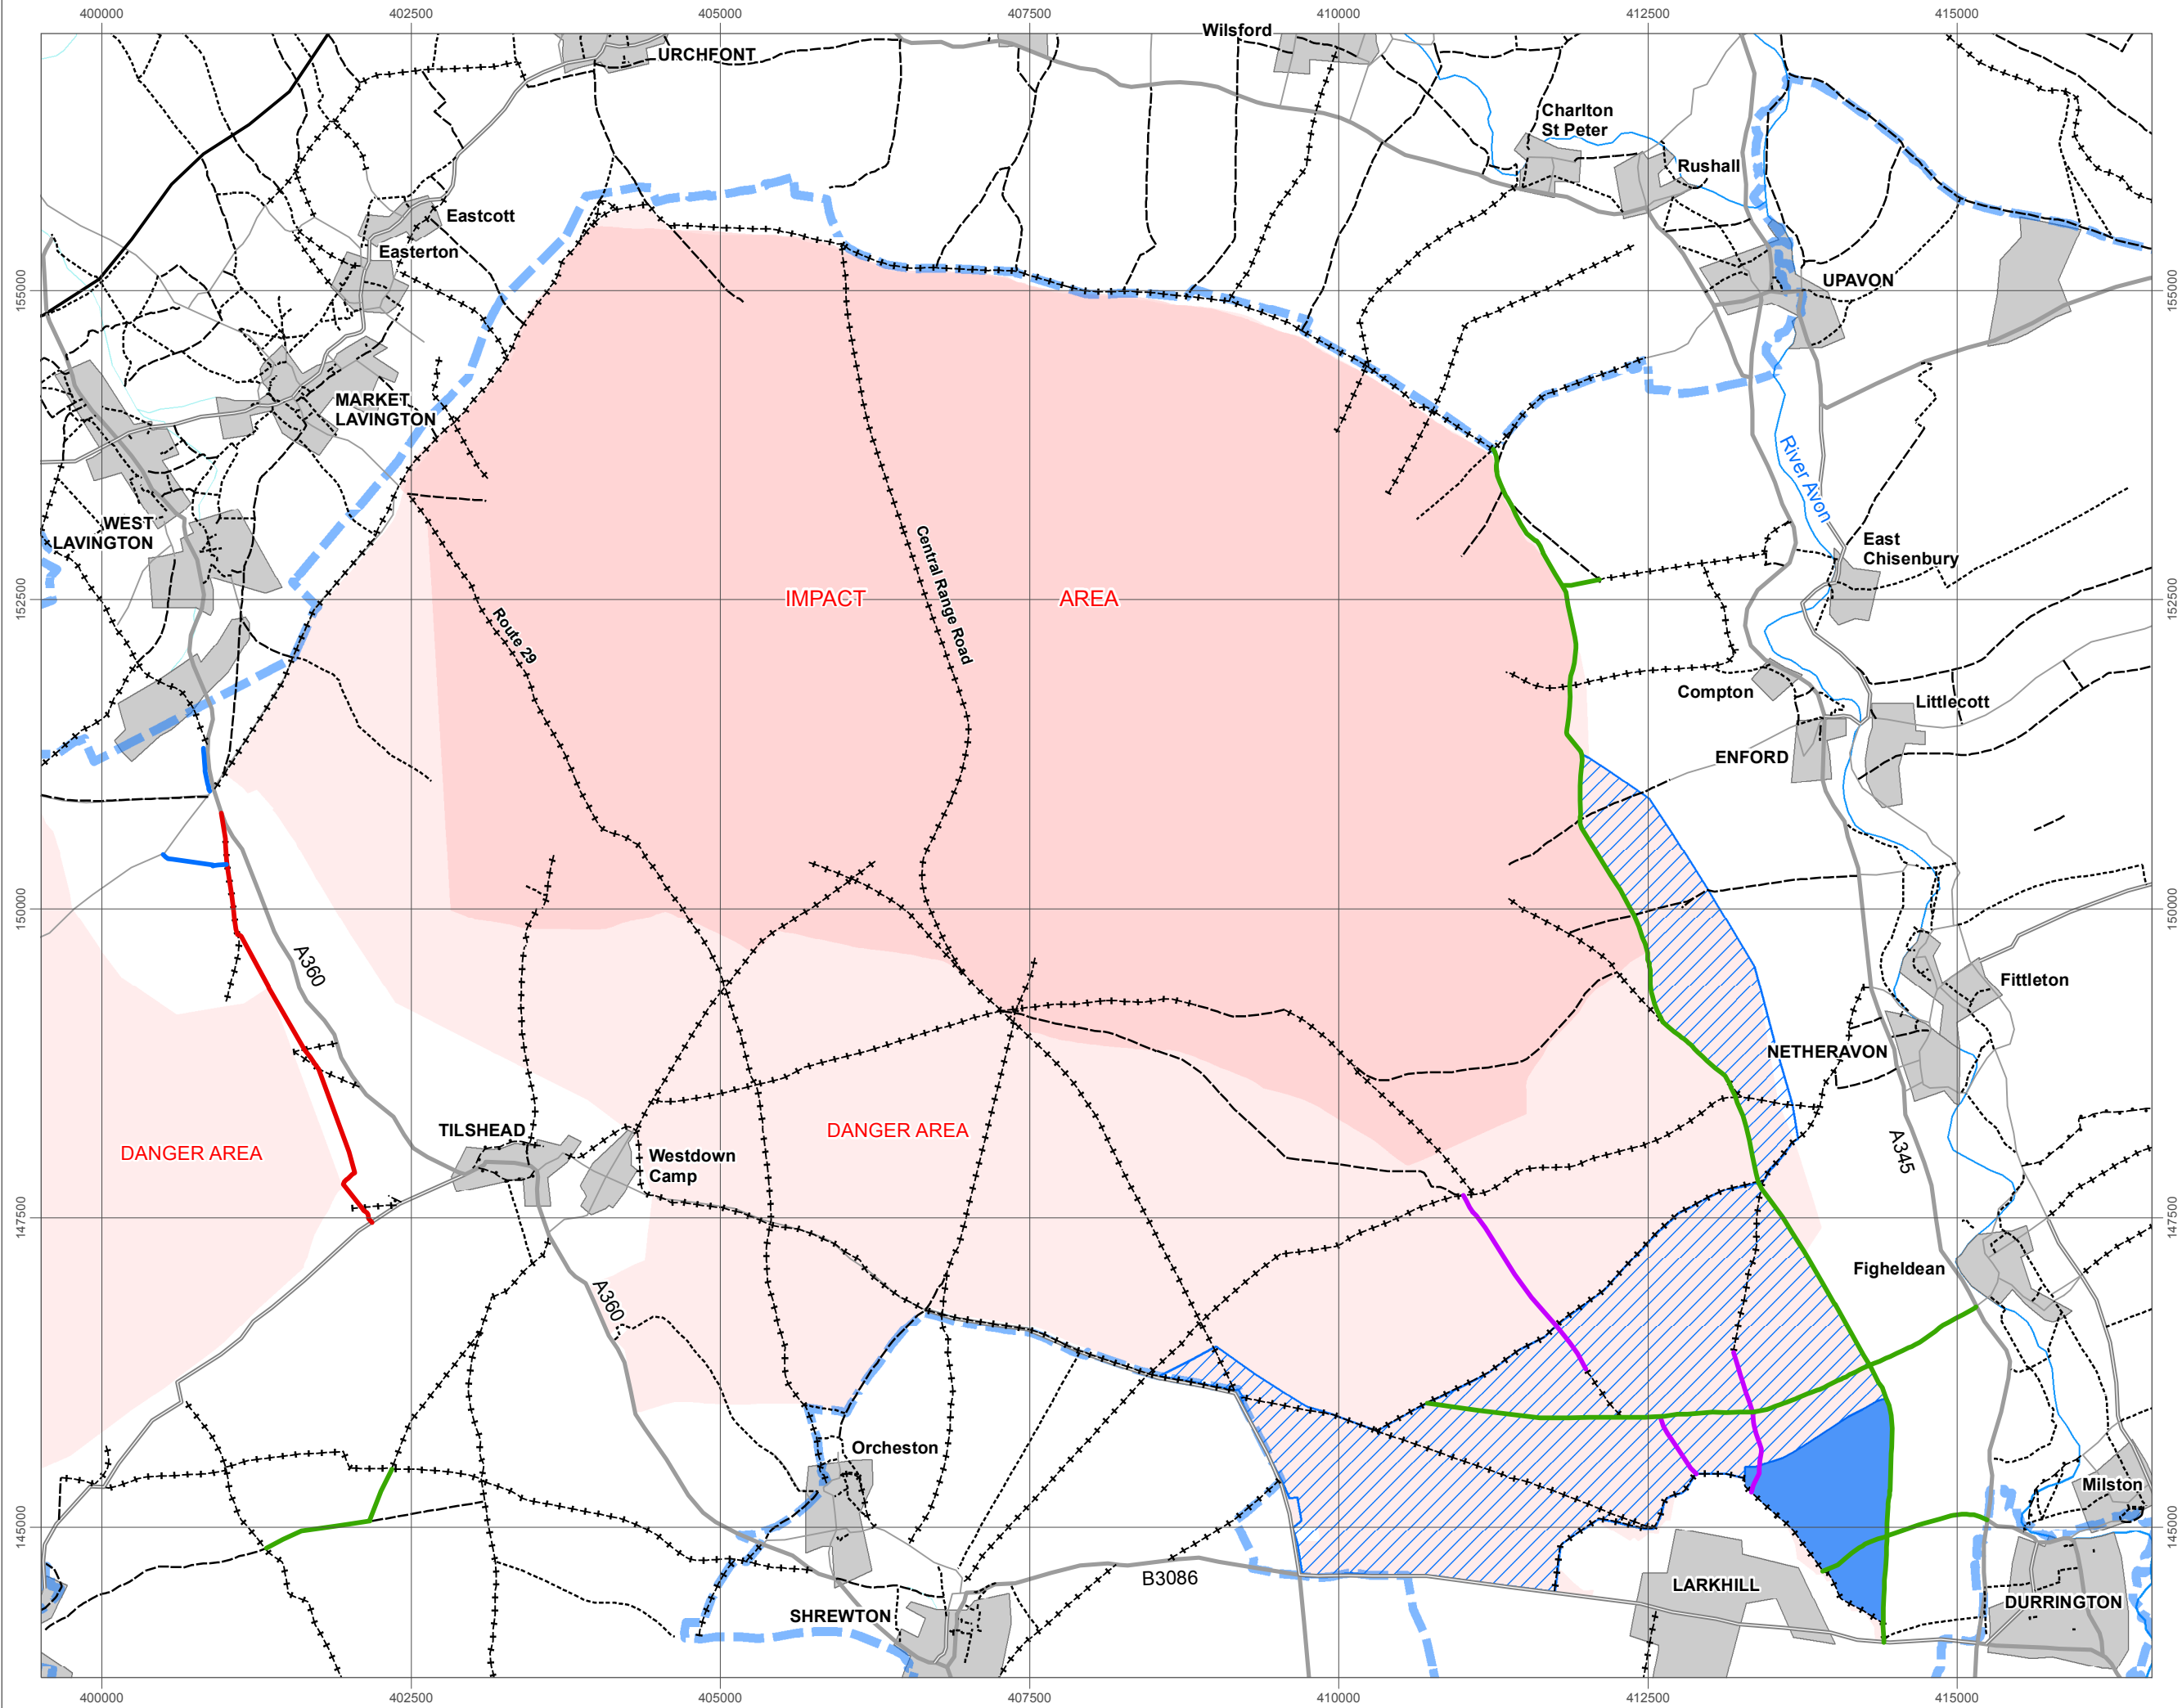 400000 402500 405000 407500 410000 412500 415000
URCHFONT
Wilsford
Charlton
St Peter
Rushall
Eastcott
Easterton
UPAVON
155000
155000
MARKET
LAVINGTON
River Avon
WEST
LAVINGTON
East
Chisenbury
152500
152500
IMPACT AREA
Central Range Road
Route 29
Compton
Littlecott
ENFORD
150000
150000
A360
Fittleton
NETHERAVON
TILSHEAD
DANGER AREA
DANGER AREA
A345
Westdown
Camp
147500
147500
Figheldean
A360
Orcheston
Milston
145000
145000
B3086
LARKHILL
SHREWTON
DURRINGTON
400000 402500 405000 407500 410000 412500 415000